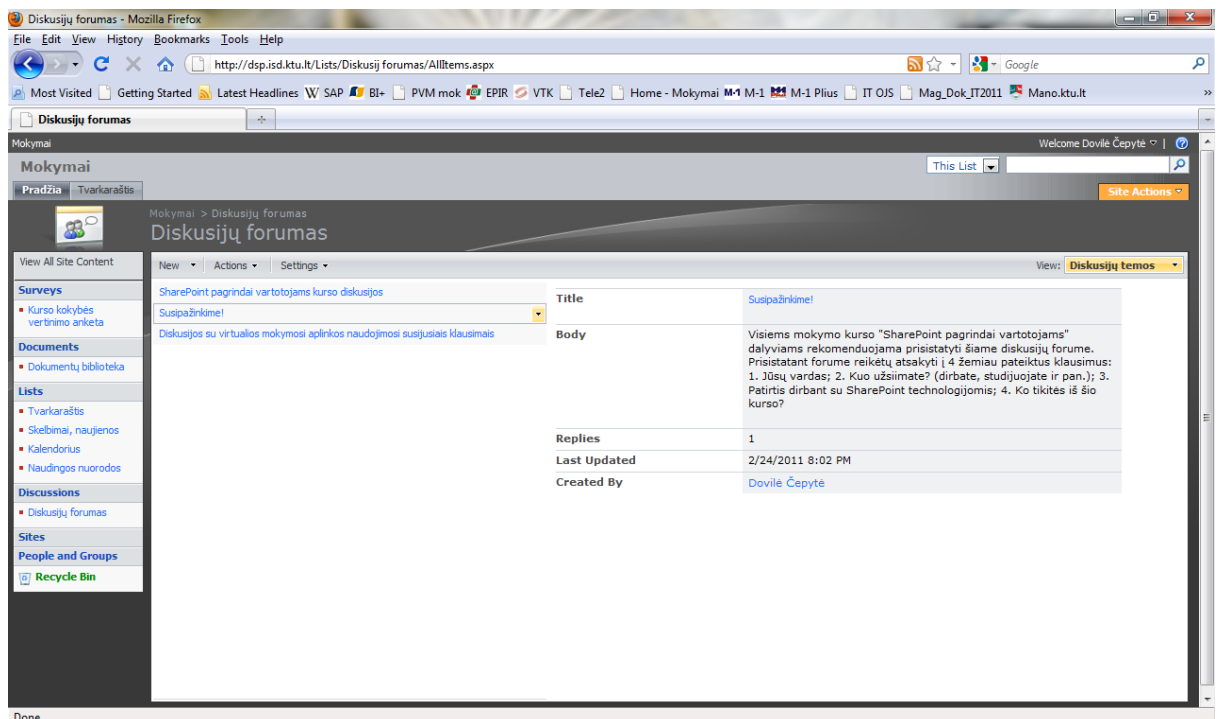 Diskusijų forumas - Mozilla Firefox
File Edit View History Bookmarks Tools Help
http://dsp.isd.ktu.lt/Lists/Diskusij forumas/AllItems.aspx
Google
Most Visited Getting Started Latest Headlines SAP BI+ PVM mok EPIR VTK Tele2 Home - Mokymai M-1 M-1 Plius IT OJS Mag_Dok_IT2011 Mano.ktu.lt »
Diskusijų forumas
Mokymai Welcome Dovilė Čepytė |
Mokymai This List
Pradžia Tvarkaraštis Site Actions
Mokymai > Diskusijų forumas
Diskusijų forumas
View All Site Content
New Actions Settings View: Diskusijų temos
Surveys
Kurso kokybės
vertinimo anketa
Documents
Dokumentų biblioteka
Lists
Tvarkaraštis
Skelbimai, naujienos
Kalendorius
Naudingos nuorodos
Discussions
Diskusijų forumas
Sites
People and Groups
Recycle Bin
SharePoint pagrindai vartotojams kurso diskusijos
Susipažinkime!
Diskusijos su virtualios mokymosi aplinkos naudojimosi susijusiais klausimais
Title Susipažinkime!
Body Visiems mokymo kurso "SharePoint pagrindai vartotojams"
dalyviams rekomenduojama prisistatyti šiame diskusijų forume.
Prisistatant forume reikėtų atsakyti į 4 žemiau pateiktus klausimus:
1. Jūsų vardas; 2. Kuo užsiimate? (dirbate, studijuojate ir pan.); 3.
Patirtis dirbant su SharePoint technologijomis; 4. Ko tikitės iš šio
kurso?
Replies 1
Last Updated 2/24/2011 8:02 PM
Created By Dovilė Čepytė
Done